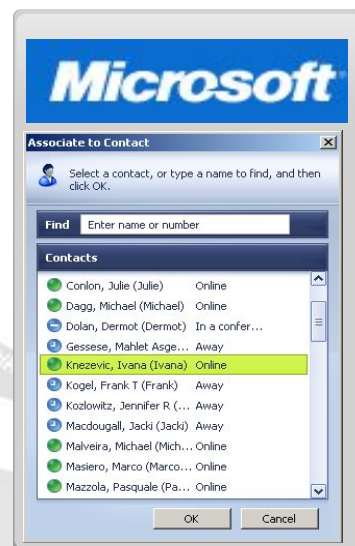 Microsoft
Associate to Contact
Select a contact, or type a name to find, and then
click OK.
Find Enter name or number
Contacts
Conlon, Julie (Julie) Online
Dagg, Michael (Michael) Online
Dolan, Dermot (Dermot) In a confer...
Gessese, Mahlet Asge... Away
Knezevic, Ivana (Ivana) Online
Kogel, Frank T (Frank) Away
Kozlowitz, Jennifer R (... Away
Macdougall, Jacki (Jacki) Away
Malveira, Michael (Mich... Online
Masiero, Marco (Marco... Online
Mazzola, Pasquale (Pa... Online
OK Cancel